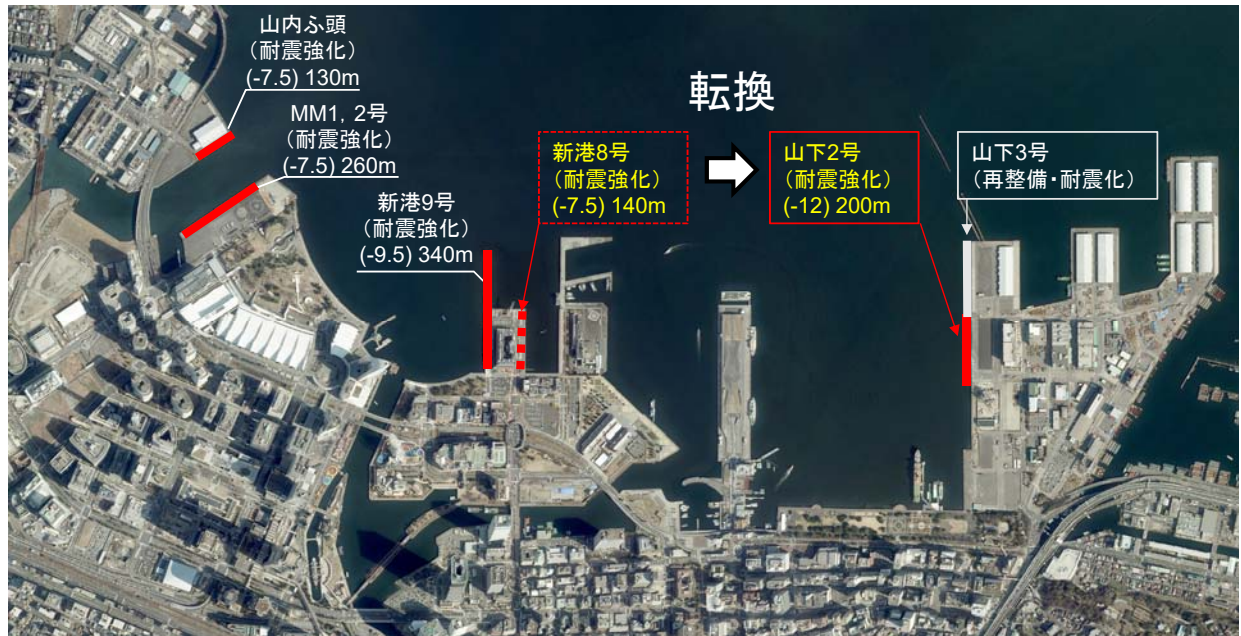 山内ふ頭
（耐震強化）
(-7.5) 130m
MM1, 2号
（耐震強化）
(-7.5) 260m
新港9号
（耐震強化）
(-9.5) 340m
転換
新港8号
（耐震強化）
(-7.5) 140m
山下2号
（耐震強化）
(-12) 200m
山下3号
（再整備・耐震化）